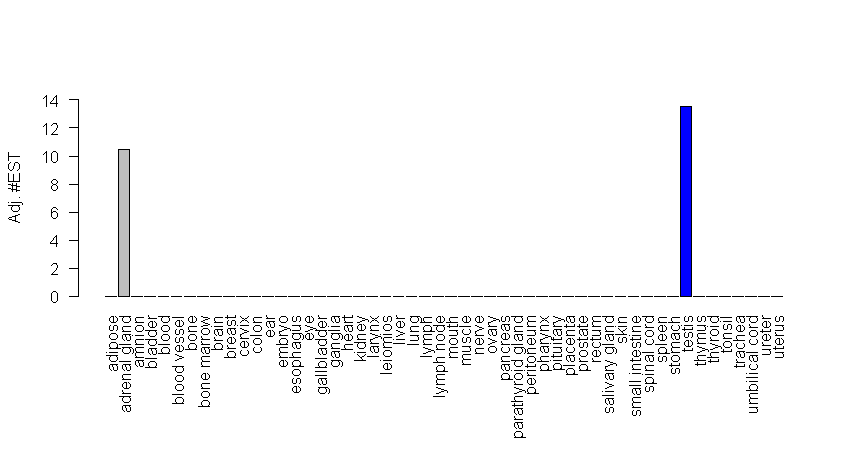 Adj. #EST
14
12
10
8
6
4
2
0
adipose
adrenal gland
amnion
bladder
blood
blood vessel
bone
bone marrow
brain
breast
cervix
colon
ear
embryo
esophagus
eye
gallbladder
ganglia
heart
kidney
larynx
leiomios
liver
lung
lymph
lymph node
mouth
muscle
nerve
ovary
pancreas
parathyroid gland
peritoneum
pharynx
pituitary
placenta
prostate
rectum
salivary gland
skin
small intestine
spinal cord
spleen
stomach
testis
thymus
thyroid
tonsil
trachea
umbilical cord
ureter
uterus